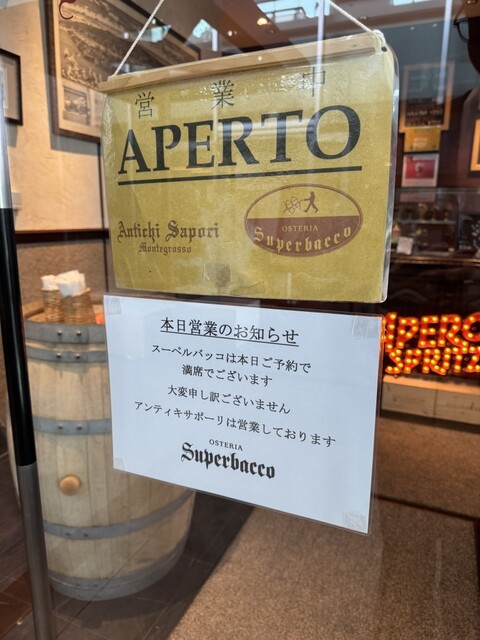 営業中
APERTO
Antichi Sapori
Montegrosso
OSTERIA
Superbacco
本日営業のお知らせ
スーペルバッコは本日ご予約で
満席でございます
大変申し訳ございません
アンティキサポーリは営業しております
OSTERIA
Superbacco
APEROL
SPRITZ